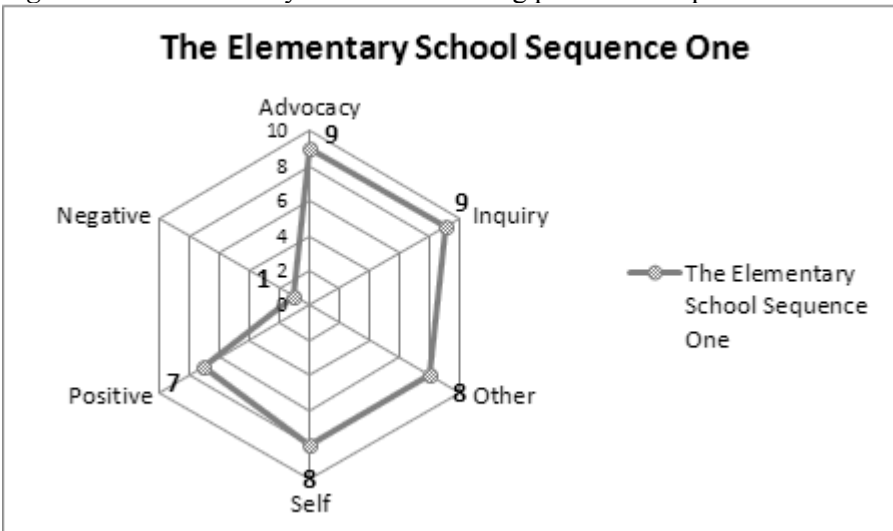 The Elementary School Sequence One
Advocacy
10
9
8
6
4
2
0
9
Inquiry
8 Other
8
Self
7
Positive
1
Negative
The Elementary
School Sequence
One